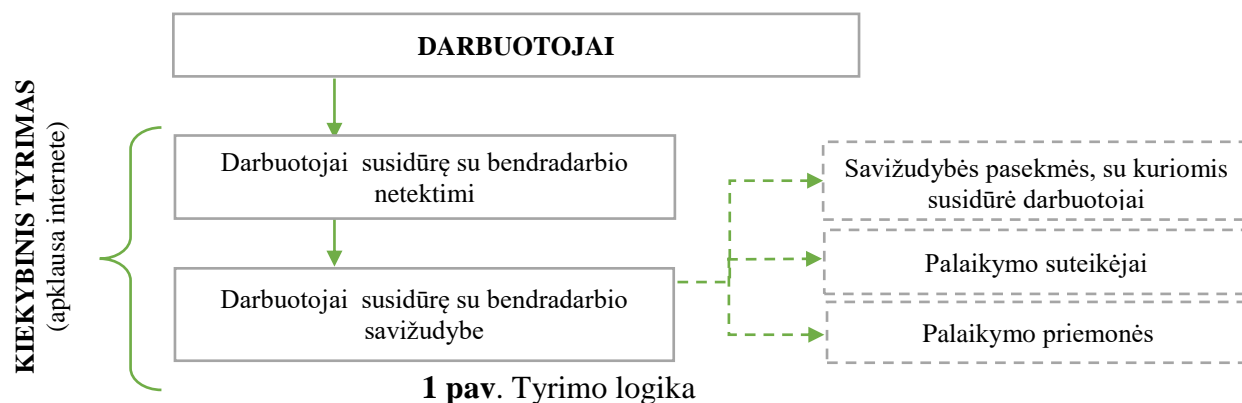 DARBUOTOJAI
KIEKYBINIS TYRIMAS
(apklausa internete)
Darbuotojai susidūrę su bendradarbio
netektimi
Darbuotojai susidūrę su bendradarbio
savižudybe
Savižudybės pasekmės, su kuriomis
susidūrė darbuotojai
Palaikymo suteikėjai
Palaikymo priemonės
1 pav. Tyrimo logika